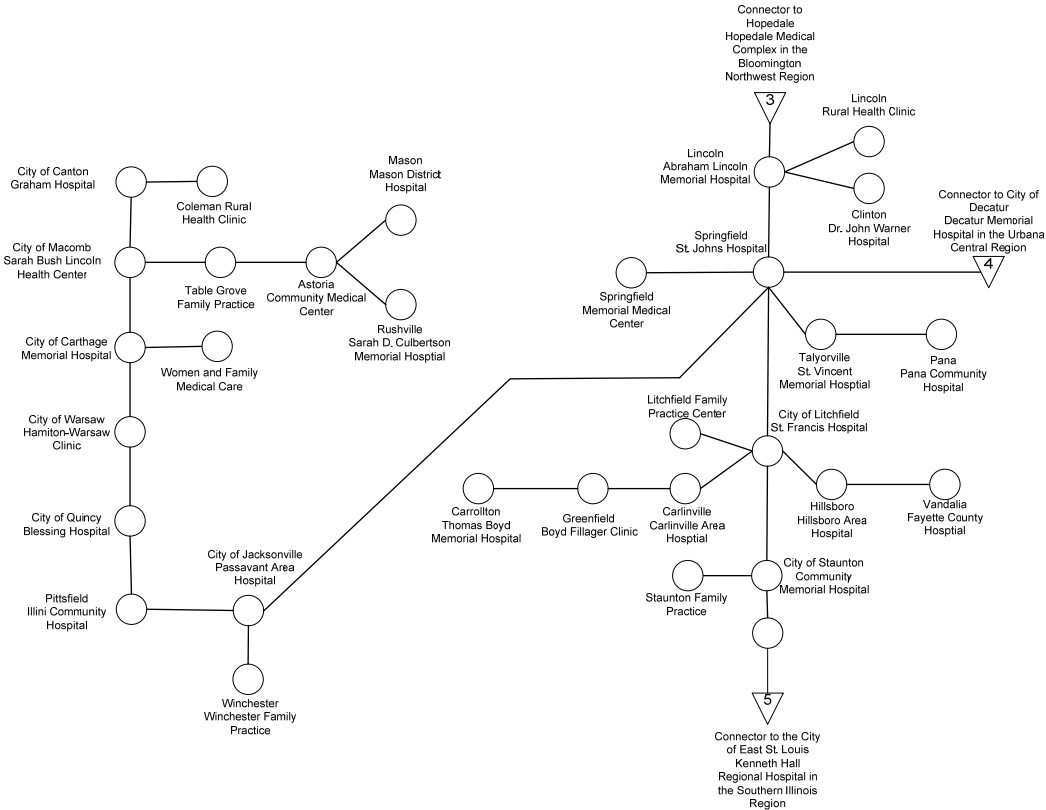 Connector to
Hopedale
Hopedale Medical
Complex in the
Bloomington
Northwest Region
3
Lincoln
Rural Health Clinic
Lincoln
Abraham Lincoln
Memorial Hospital
Clinton
Dr. John Warner
Hospital
Connector to City of
Decatur
Decatur Memorial
Hospital in the Urbana
Central Region
4
Springfield
St. Johns Hospital
Springfield
Memorial Medical
Center
Talyorville
St. Vincent
Memorial Hosptial
Pana
Pana Community
Hospital
City of Canton
Graham Hospital
Coleman Rural
Health Clinic
Mason
Mason District
Hospital
City of Macomb
Sarah Bush Lincoln
Health Center
Table Grove
Family Practice
Astoria
Community Medical
Center
Rushville
Sarah D. Culbertson
Memorial Hosptial
City of Carthage
Memorial Hospital
Women and Family
Medical Care
City of Warsaw
Hamiton-Warsaw
Clinic
City of Quincy
Blessing Hospital
Pittsfield
Illini Community
Hospital
City of Jacksonville
Passavant Area
Hospital
Winchester
Winchester Family
Practice
Litchfield Family
Practice Center
City of Litchfield
St. Francis Hospital
Carrollton
Thomas Boyd
Memorial Hospital
Greenfield
Boyd Fillager Clinic
Carlinville
Carlinville Area
Hosptial
Hillsboro
Hillsboro Area
Hospital
Vandalia
Fayette County
Hosptial
City of Staunton
Community
Memorial Hospital
Staunton Family
Practice
5
Connector to the City
of East St. Louis
Kenneth Hall
Regional Hospital in
the Southern Illinois
Region